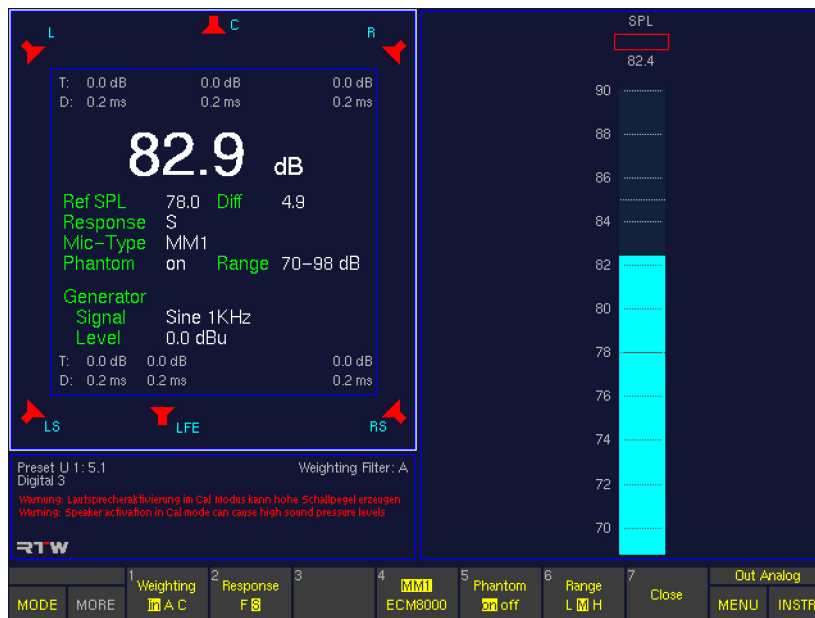 L C R
T: 0.0 dB 0.0 dB 0.0 dB
D: 0.2 ms 0.2 ms 0.2 ms
82.9 dB
Ref SPL 78.0 Diff 4.9
Response S
Mic-Type MM1
Phantom on Range 70-98 dB
Generator
Signal Sine 1KHz
Level 0.0 dBu
T: 0.0 dB 0.0 dB 0.0 dB
D: 0.2 ms 0.2 ms 0.2 ms
LS LFE RS
Preset U 1: 5.1 Weighting Filter: A
Digital 3
Warnung: Lautsprecheraktivierung im Cal Modus kann hohe Schallpegel erzeugen
Warning: Speaker activation in Cal mode can cause high sound pressure levels
RTW
SPL
82.4
90
88
86
84
82
80
78
76
74
72
70
1 2 3 4 5 6 7
Weighting Response MM1 Phantom Range Close Out Analog
MODE MORE lin A C F S ECM8000 on off L M H MENU INSTR